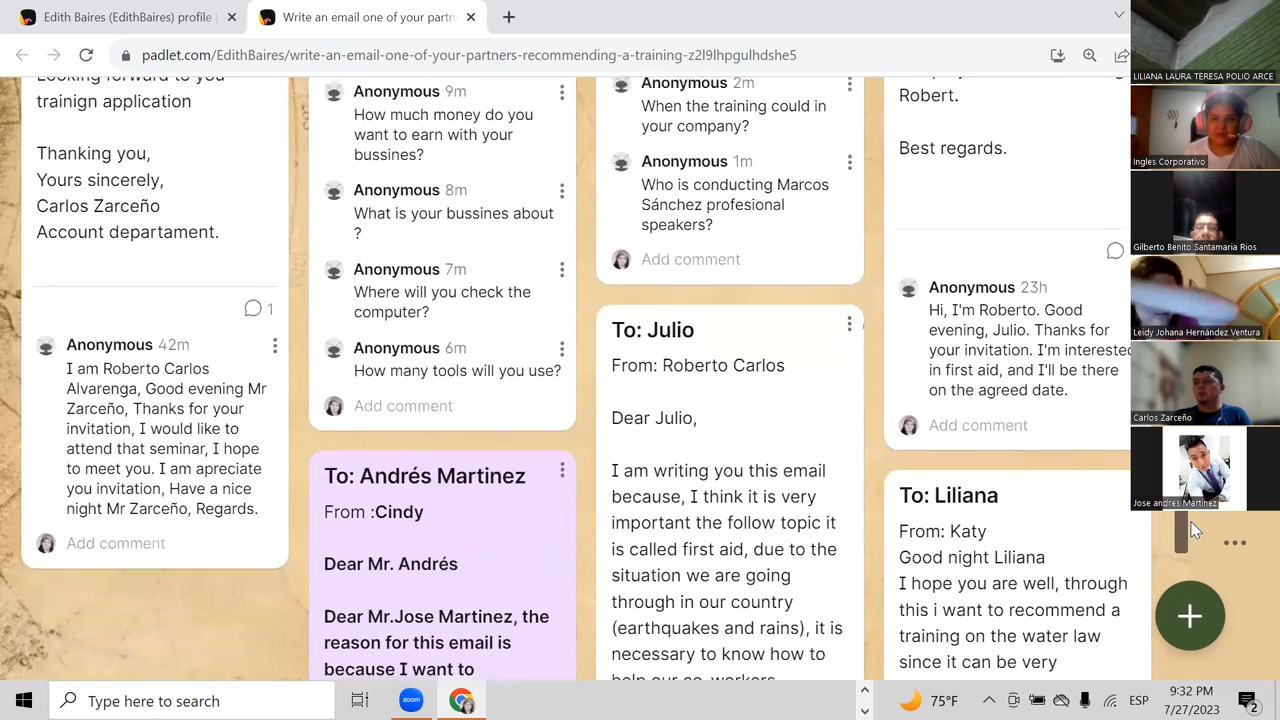 Edith Baires (EdithBaires) profile
Write an email one of your partn
padlet.com/EdithBaires/write-an-email-one-of-your-partners-recommending-a-training-z2l9lhpgulhdshe5
Looking forward to you
trainign application
Thanking you,
Yours sincerely,
Carlos Zarceño
Account departament.
1
Anonymous 42m
I am Roberto Carlos
Alvarenga, Good evening Mr
Zarceño, Thanks for your
invitation, I would like to
attend that seminar, I hope
to meet you. I am apreciate
you invitation, Have a nice
night Mr Zarceño, Regards.
Add comment
Anonymous 9m
How much money do you
want to earn with your
bussines?
Anonymous 8m
What is your bussines about
?
Anonymous 7m
Where will you check the
computer?
Anonymous 6m
How many tools will you use?
Add comment
To: Andrés Martinez
From :Cindy
Dear Mr. Andrés
Dear Mr.Jose Martinez, the
reason for this email is
because I want to
Anonymous 2m
When the training could in
your company?
Anonymous 1m
Who is conducting Marcos
Sánchez profesional
speakers?
Add comment
To: Julio
From: Roberto Carlos
Dear Julio,
I am writing you this email
because, I think it is very
important the follow topic it
is called first aid, due to the
situation we are going
through in our country
(earthquakes and rains), it is
necessary to know how to
help our co-workers
Robert.
Best regards.
Anonymous 23h
Hi, I'm Roberto. Good
evening, Julio. Thanks for
your invitation. I'm interested
in first aid, and I'll be there
on the agreed date.
Add comment
To: Liliana
From: Katy
Good night Liliana
I hope you are well, through
this i want to recommend a
training on the water law
since it can be very
LILIANA LAURA TERESA POLIO ARCE
Ingles Corporativo
Gilberto Benito Santamaria Rios
Leidy Johana Hernández Ventura
Carlos Zarceño
Jose andres Martinez
Type here to search
zoom
75°F
ESP
9:32 PM
7/27/2023
2